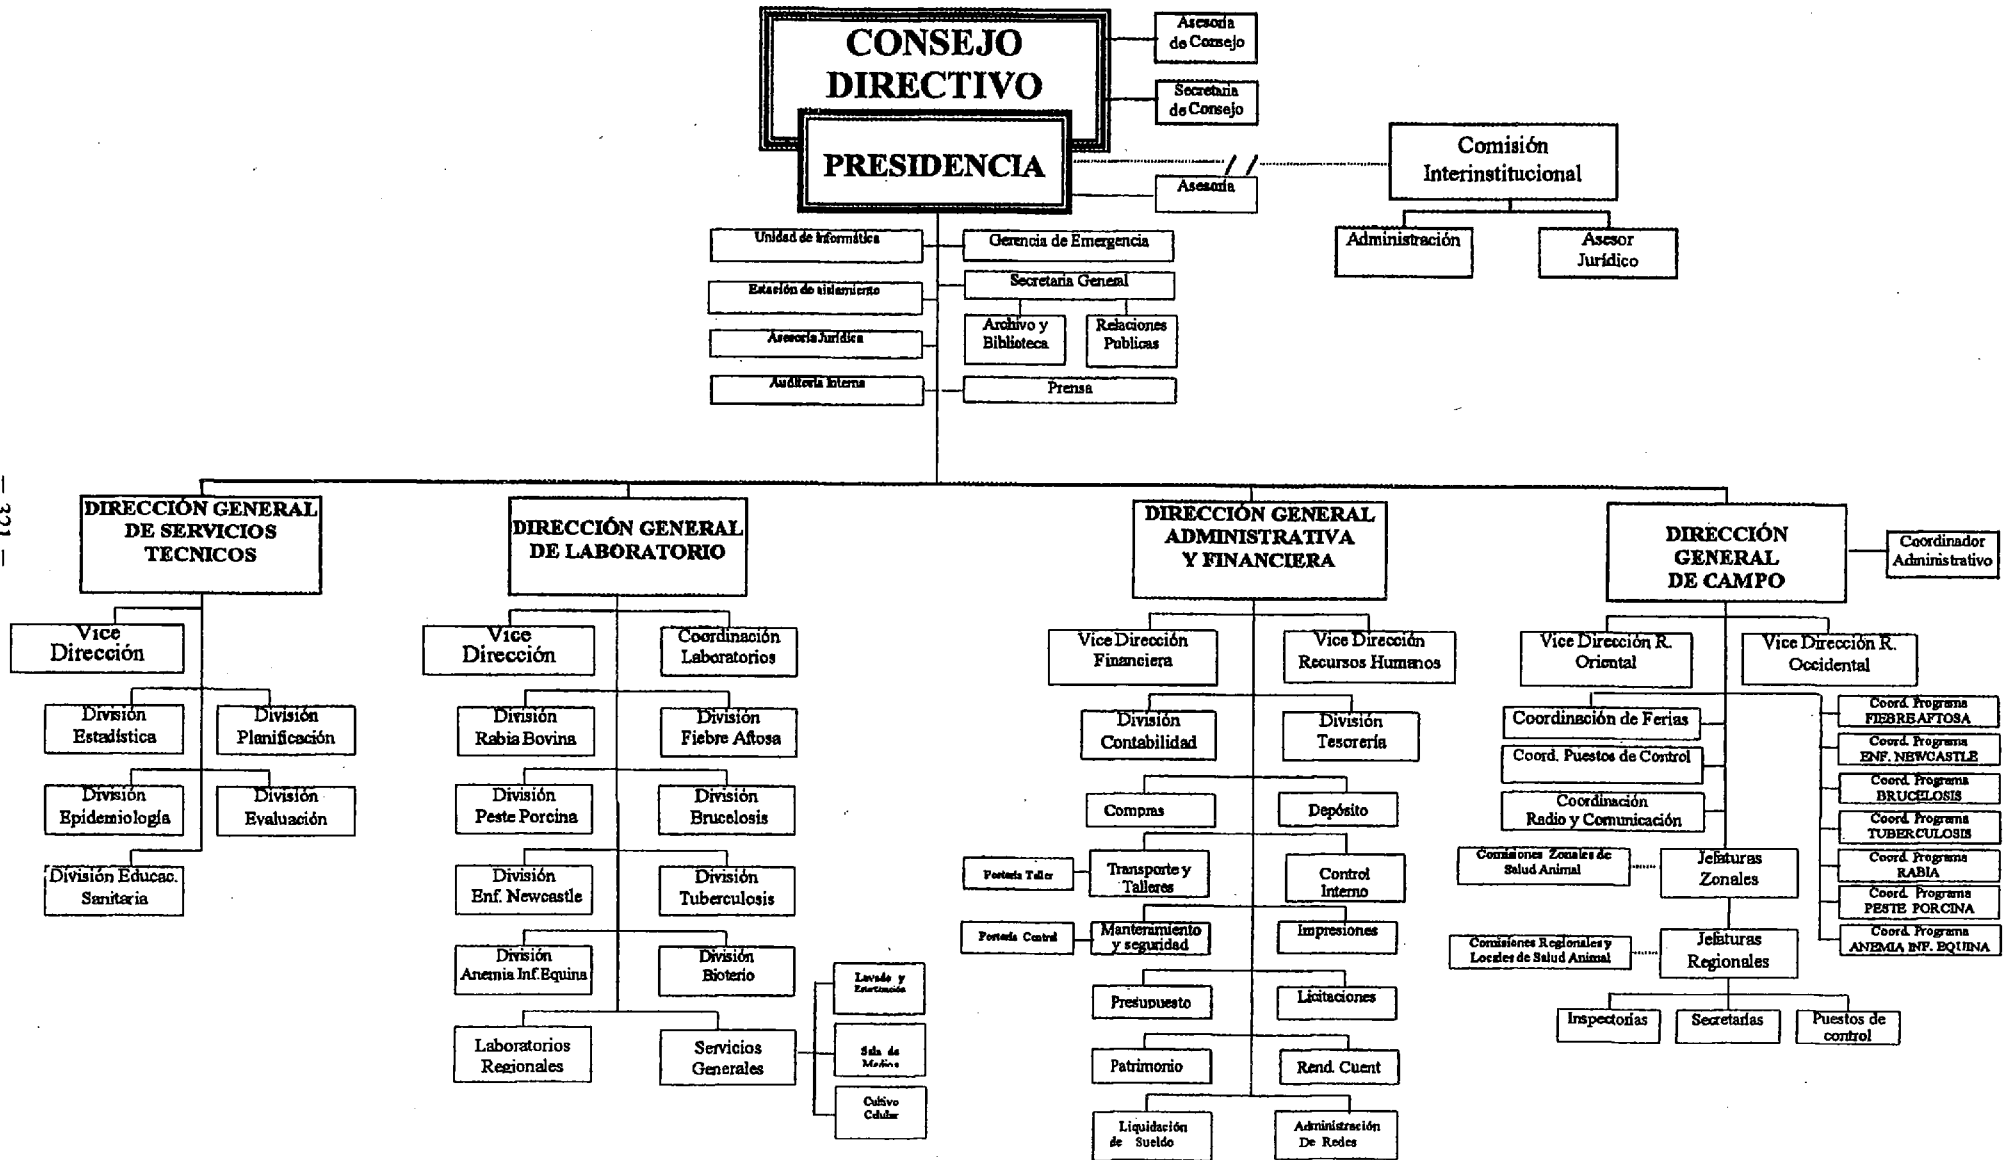 CONSEJO
DIRECTIVO
PRESIDENCIA
Asesoria
de Consejo
Secretaria
de Consejo
Asesoria
Comisión
Interinstitucional
Administración
Asesor
Jurídico
Unidad de Informática
Gerencia de Emergencia
Estación de aislamiento
Secretaria General
Archivo y
Biblioteca
Relaciones
Publicas
Asesoría Jurídica
Auditoría Interna
Prensa
– 321 –
DIRECCIÓN GENERAL
DE SERVICIOS
TECNICOS
Vice
Dirección
División
Estadística
División
Planificación
División
Epidemiología
División
Evaluación
División Educac.
Sanitaria
DIRECCIÓN GENERAL
DE LABORATORIO
Vice
Dirección
Coordinación
Laboratorios
División
Rabia Bovina
División
Fiebre Aftosa
División
Peste Porcina
División
Brucelosis
División
Enf. Newcastle
División
Tuberculosis
División
Anemia Inf.Equina
División
Bioterio
Laboratorios
Regionales
Servicios
Generales
Lavado y
Sala de
Cultivo
Celular
DIRECCIÓN GENERAL
ADMINISTRATIVA
Y FINANCIERA
Vice Dirección
Financiera
Vice Dirección
Recursos Humanos
División
Contabilidad
División
Tesorería
Compras
Depósito
Portería Taller
Transporte y
Talleres
Control
Interno
Portería Central
Mantenimiento
y seguridad
Impresiones
Presupuesto
Licitaciones
Patrimonio
Rend. Cuent
Liquidación
de Sueldo
Administración
De Redes
DIRECCIÓN
GENERAL
DE CAMPO
Coordinador
Administrativo
Vice Dirección R.
Oriental
Vice Dirección R.
Occidental
Coordinación de Ferias
Coord. Puestos de Control
Coordinación
Radio y Comunicación
Comisiones Zonales de
Salud Animal
Jefaturas
Zonales
Comisiones Regionales y
Locales de Salud Animal
Jefaturas
Regionales
Inspectorías
Secretarías
Puestos de
control
Coord. Programa
FIEBRE AFTOSA
Coord. Programa
ENF. NEWCASTLE
Coord. Programa
BRUCELOSIS
Coord. Programa
TUBERCULOSIS
Coord. Programa
RABIA
Coord. Programa
PESTE PORCINA
Coord. Programa
ANEMIA INF. EQUINA